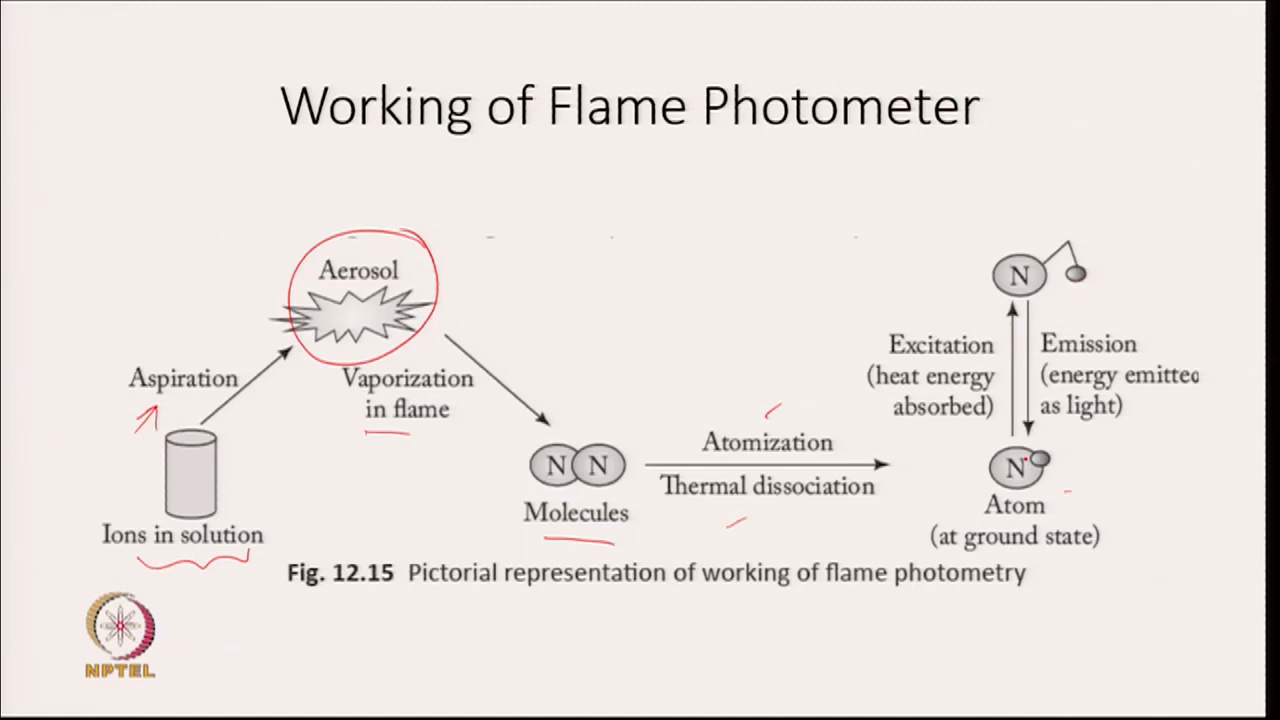 Working of Flame Photometer
Aerosol
Aspiration
Vaporization
in flame
Ions in solution
N N
Molecules
Atomization
Thermal dissociation
N
Excitation
(heat energy
absorbed)
Emission
(energy emitted
as light)
N
Atom
(at ground state)
Fig. 12.15 Pictorial representation of working of flame photometry
NPTEL